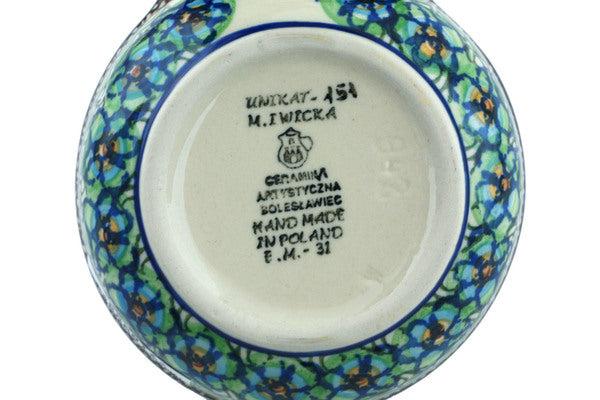 UNIKAT-151
M.IWICKA
CERAMIKA
ARTYSTYCZNA
BOLESŁAWIEC
HAND MADE
IN POLAND
E.M.-31